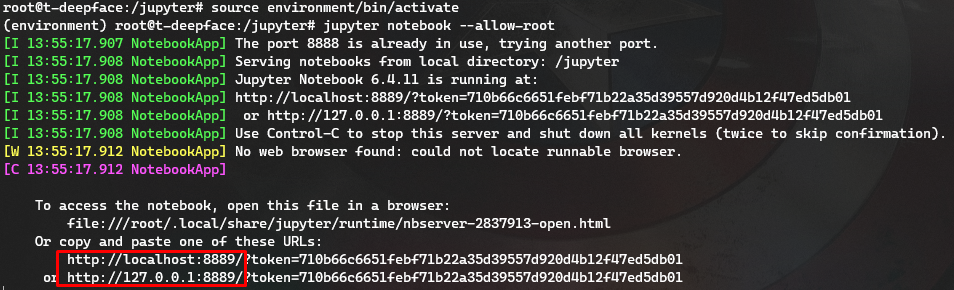 root@t-deepface:/jupyter# source environment/bin/activate
(environment) root@t-deepface:/jupyter# jupyter notebook --allow-root
[I 13:55:17.907 NotebookApp] The port 8888 is already in use, trying another port.
[I 13:55:17.908 NotebookApp] Serving notebooks from local directory: /jupyter
[I 13:55:17.908 NotebookApp] Jupyter Notebook 6.4.11 is running at:
[I 13:55:17.908 NotebookApp] http://localhost:8889/?token=710b66c6651febf71b22a35d39557d920d4b12f47ed5db01
[I 13:55:17.908 NotebookApp]  or http://127.0.0.1:8889/?token=710b66c6651febf71b22a35d39557d920d4b12f47ed5db01
[I 13:55:17.908 NotebookApp] Use Control-C to stop this server and shut down all kernels (twice to skip confirmation).
[W 13:55:17.912 NotebookApp] No web browser found: could not locate runnable browser.
[C 13:55:17.912 NotebookApp]
To access the notebook, open this file in a browser:
file:///root/.local/share/jupyter/runtime/nbserver-2837913-open.html
Or copy and paste one of these URLs:
http://localhost:8889/?token=710b66c6651febf71b22a35d39557d920d4b12f47ed5db01
or http://127.0.0.1:8889/?token=710b66c6651febf71b22a35d39557d920d4b12f47ed5db01